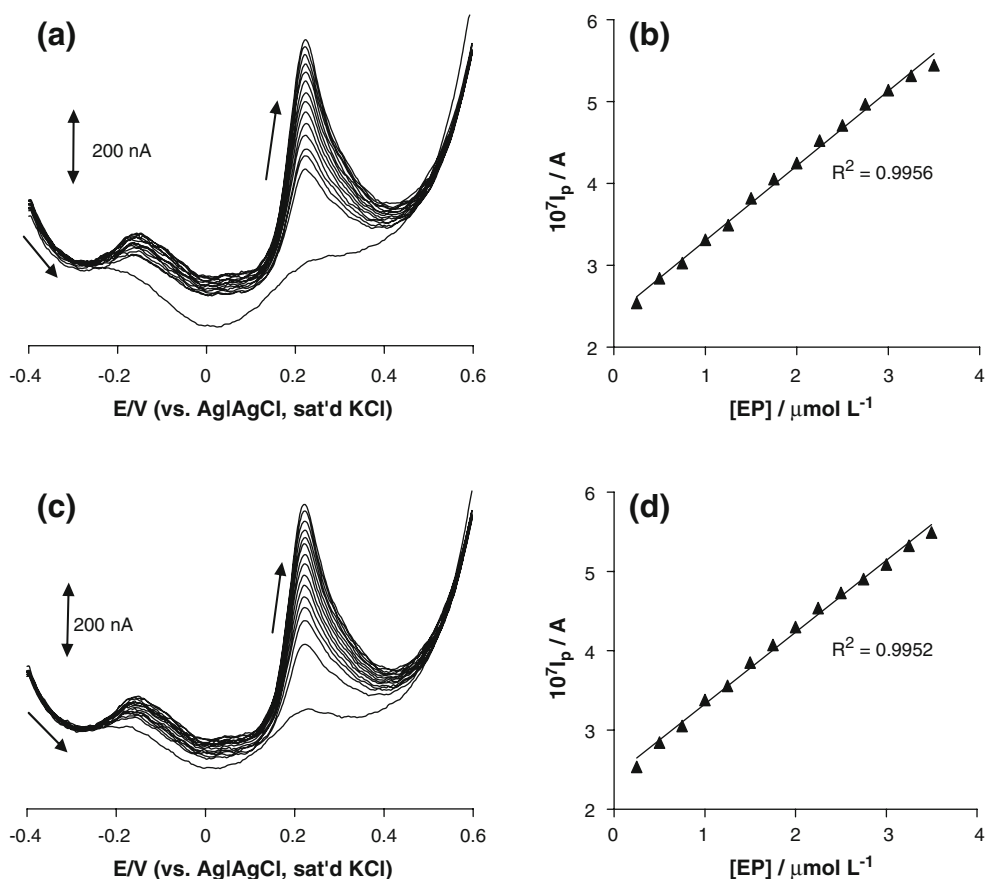 (a)
200 nA
-0.4 -0.2 0 0.2 0.4 0.6
E/V (vs. Ag|AgCl, sat'd KCl)
(b)
6
5
4
3
2
10⁷Iₚ / A
R² = 0.9956
0 1 2 3 4
[EP] / μmol L⁻¹
(c)
200 nA
-0.4 -0.2 0 0.2 0.4 0.6
E/V (vs. Ag|AgCl, sat'd KCl)
(d)
6
5
4
3
2
10⁷Iₚ / A
R² = 0.9952
0 1 2 3 4
[EP] / μmol L⁻¹